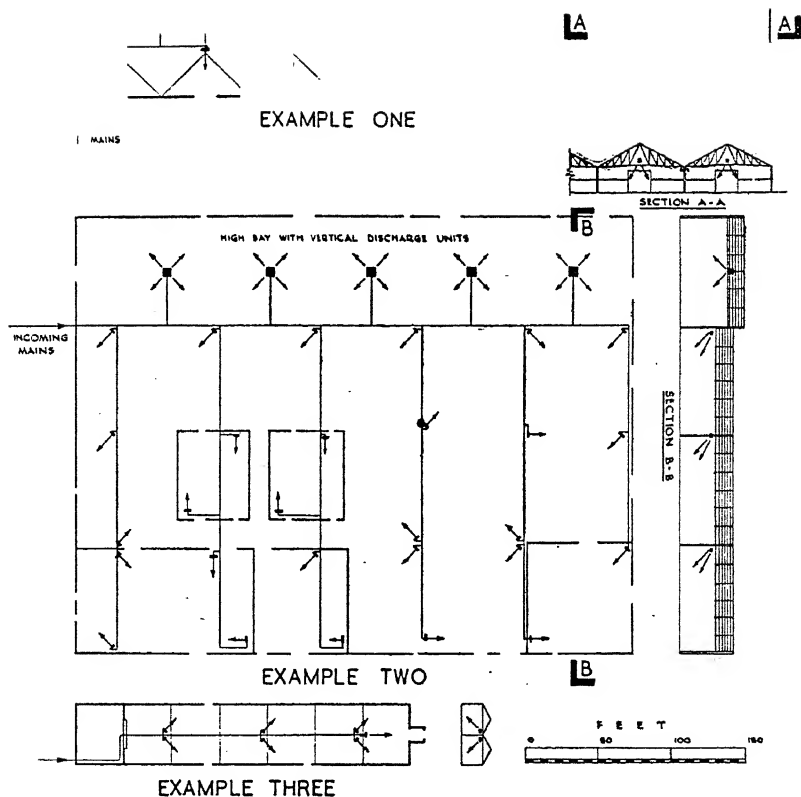 A
A
EXAMPLE ONE
MAINS
SECTION A-A
B
HIGH BAY WITH VERTICAL DISCHARGE UNITS
INCOMING
MAINS
SECTION B-B
EXAMPLE TWO
B
FEET
0 50 100 150
EXAMPLE THREE